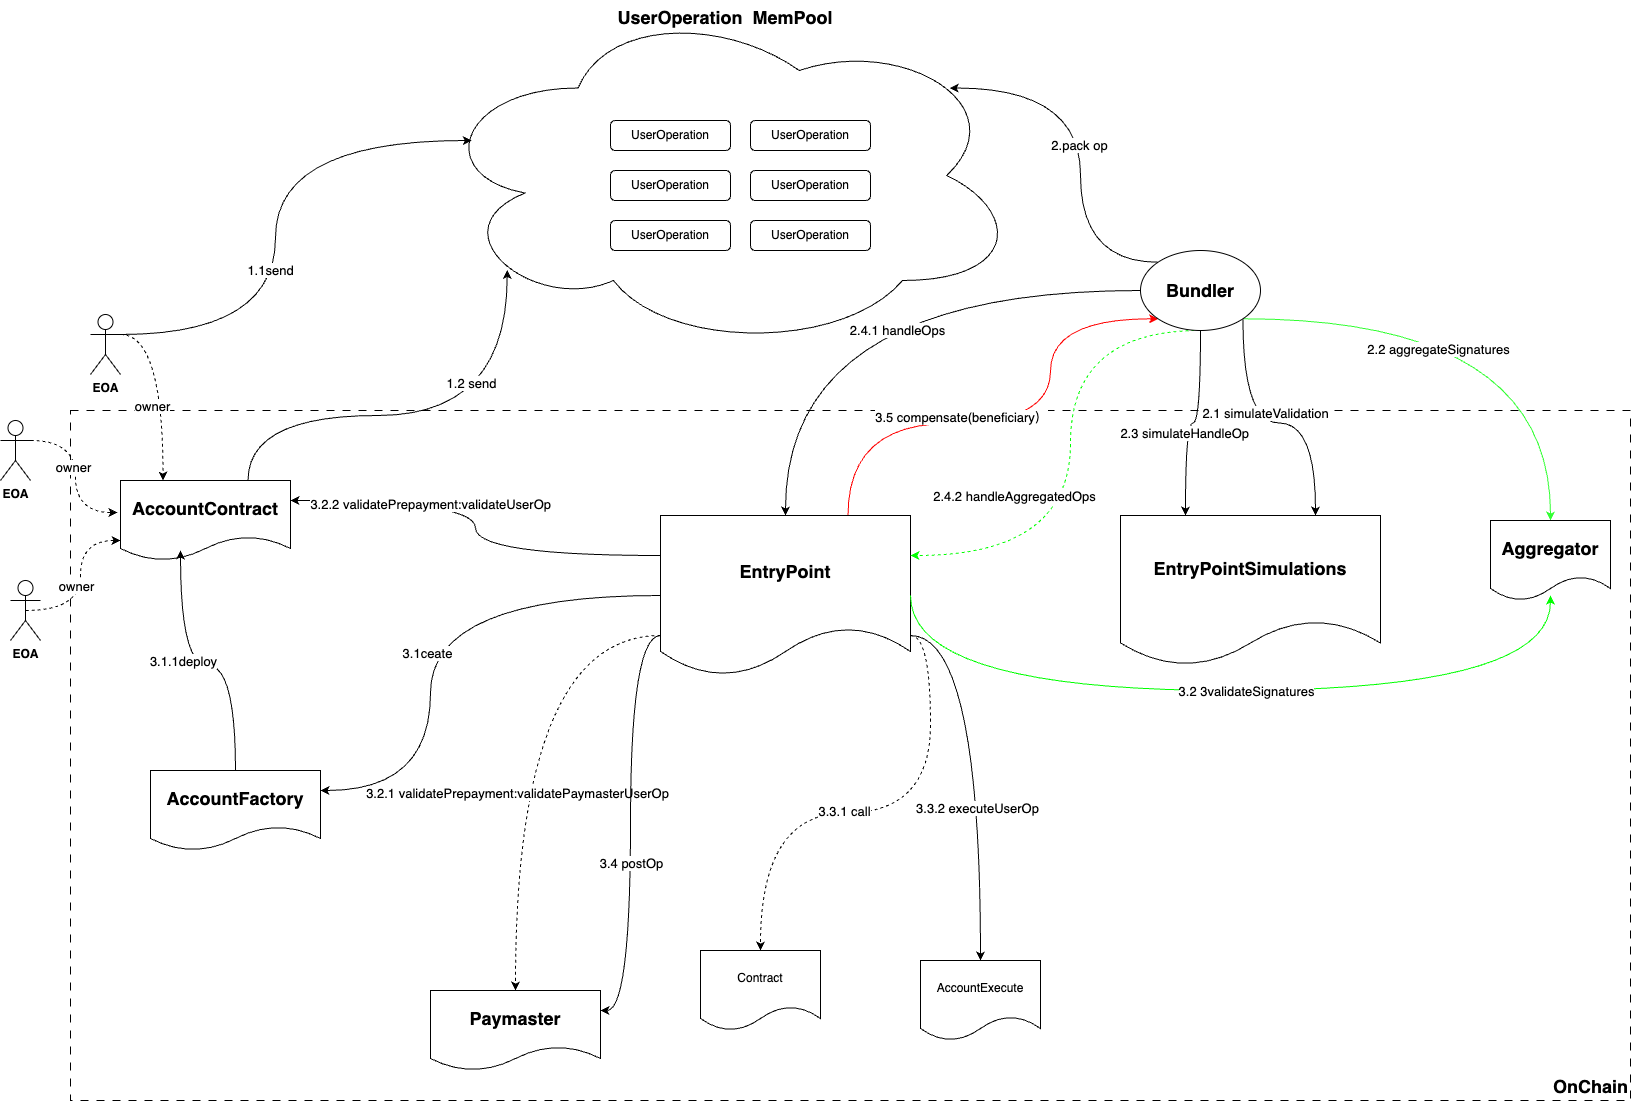 UserOperation  MemPool
UserOperation
UserOperation
UserOperation
UserOperation
UserOperation
UserOperation
2.pack op
1.1send
Bundler
2.4.1 handleOps
2.2 aggregateSignatures
EOA
1.2 send
owner
3.5 compensate(beneficiary)
2.1 simulateValidation
2.3 simulateHandleOp
owner
EOA
2.4.2 handleAggregatedOps
3.2.2 validatePrepayment:validateUserOp
AccountContract
Aggregator
EntryPoint
EntryPointSimulations
owner
EOA
3.1ceate
3.1.1deploy
3.2 3validateSignatures
AccountFactory
3.2.1 validatePrepayment:validatePaymasterUserOp
3.3.1 call
3.3.2 executeUserOp
3.4 postOp
Contract
AccountExecute
Paymaster
OnChain